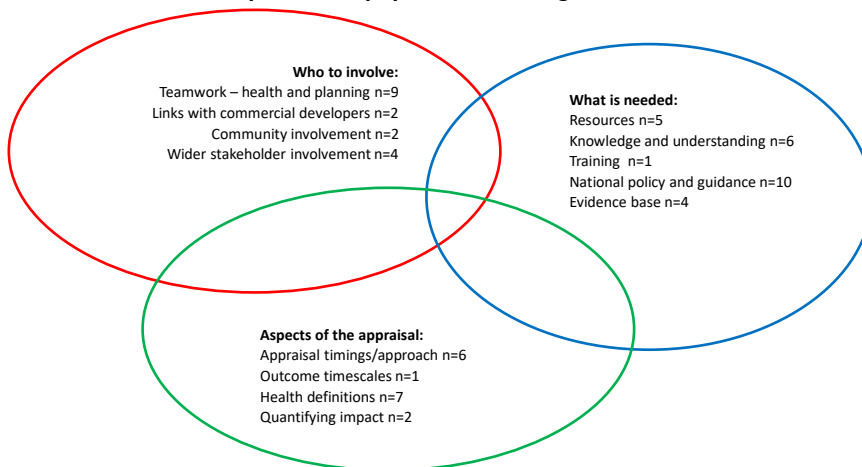 Who to involve:
Teamwork – health and planning n=9
Links with commercial developers n=2
Community involvement n=2
Wider stakeholder involvement n=4
What is needed:
Resources n=5
Knowledge and understanding n=6
Training  n=1
National policy and guidance n=10
Evidence base n=4
Aspects of the appraisal:
Appraisal timings/approach n=6
Outcome timescales n=1
Health definitions n=7
Quantifying impact n=2